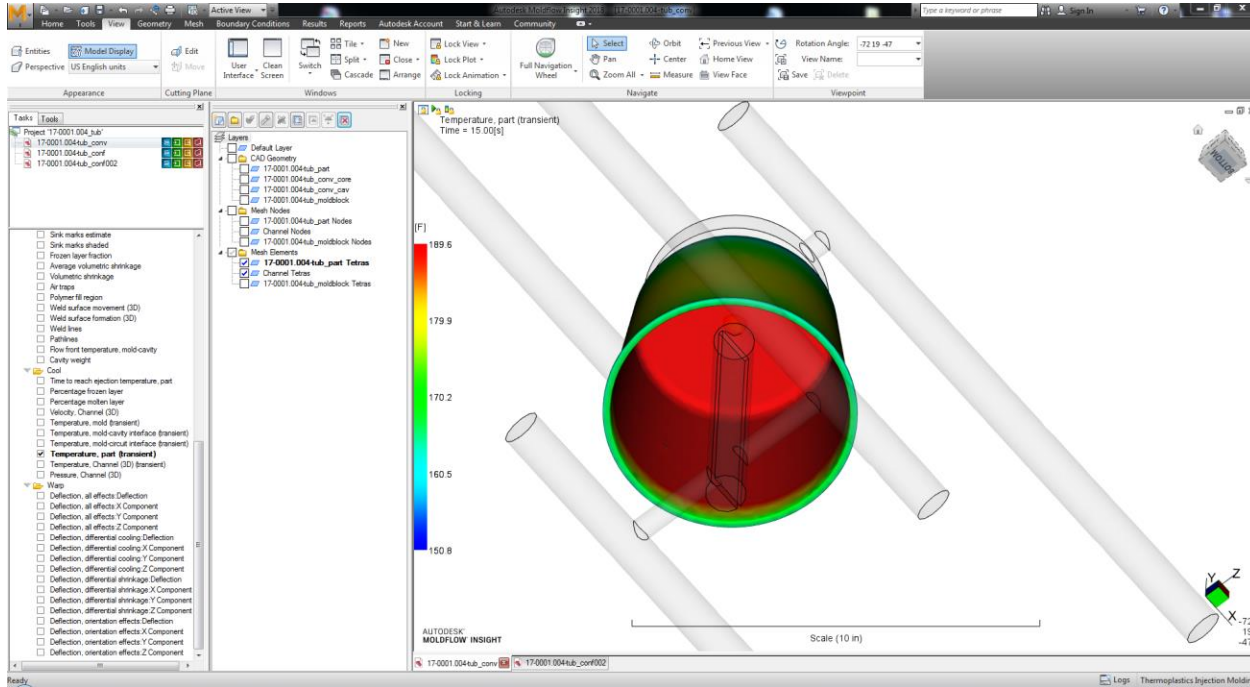 Active View
Autodesk Moldflow Insight 2018 17-0001.004-tub_conv
Type a keyword or phrase
Sign In
Home Tools View Geometry Mesh Boundary Conditions Results Reports Autodesk Account Start & Learn Community
Entities Model Display Edit
Perspective US English units Move
User Interface Clean Screen Switch
Tile New
Split Close
Cascade Arrange
Lock View
Lock Plot
Lock Animation
Full Navigation Wheel
Select Orbit Previous View
Pan Center Home View
Zoom All Measure View Face
Rotation Angle: -72 19 -47
View Name:
Save Delete
Appearance Cutting Plane Windows Locking Navigate Viewpoint
Tasks Tools
Project '17-0001.004_tub'
17-0001.004-tub_conv
17-0001.004-tub_conf
17-0001.004-tub_conf002
Sink marks estimate
Sink marks shaded
Frozen layer fraction
Average volumetric shrinkage
Volumetric shrinkage
Air traps
Polymer fill region
Weld surface movement (3D)
Weld surface formation (3D)
Weld lines
Pathlines
Flow front temperature, mold-cavity
Cavity weight
Cool
Time to reach ejection temperature, part
Percentage frozen layer
Percentage molten layer
Velocity, Channel (3D)
Temperature, mold (transient)
Temperature, mold-cavity interface (transient)
Temperature, mold-circuit interface (transient)
Temperature, part (transient)
Temperature, Channel (3D) (transient)
Pressure, Channel (3D)
Warp
Deflection, all effects:Deflection
Deflection, all effects:X Component
Deflection, all effects:Y Component
Deflection, all effects:Z Component
Deflection, differential cooling:Deflection
Deflection, differential cooling:X Component
Deflection, differential cooling:Y Component
Deflection, differential cooling:Z Component
Deflection, differential shrinkage:Deflection
Deflection, differential shrinkage:X Component
Deflection, differential shrinkage:Y Component
Deflection, differential shrinkage:Z Component
Deflection, orientation effects:Deflection
Deflection, orientation effects:X Component
Deflection, orientation effects:Y Component
Deflection, orientation effects:Z Component
Layers
Default Layer
CAD Geometry
17-0001.004-tub_part
17-0001.004-tub_conv_core
17-0001.004-tub_conv_cav
17-0001.004-tub_moldblock
Mesh Nodes
17-0001.004-tub_part Nodes
Channel Nodes
17-0001.004-tub_moldblock Nodes
Mesh Elements
17-0001.004-tub_part Tetras
Channel Tetras
17-0001.004-tub_moldblock Tetras
Temperature, part (transient)
Time = 15.00[s]
[F]
189.6
179.9
170.2
160.5
150.8
BOTTOM
Y Z
X
-72
19
-47
Scale (10 in)
AUTODESK'
MOLDFLOW' INSIGHT
17-0001.004-tub_conv 17-0001.004-tub_conf002
Ready
Logs Thermoplastics Injection Moldin